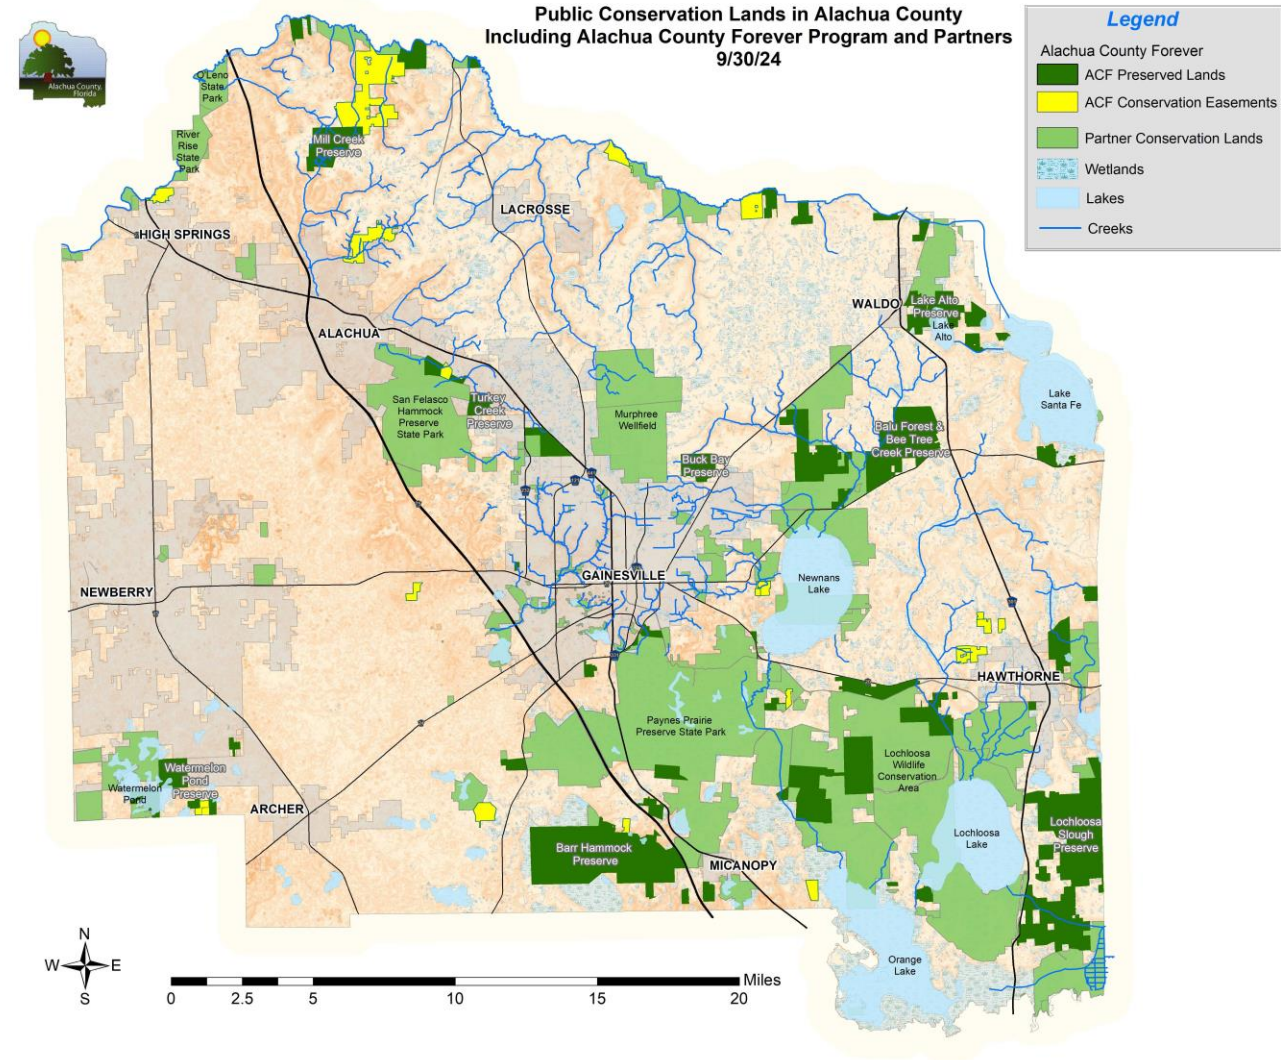 Public Conservation Lands in Alachua County
Including Alachua County Forever Program and Partners
9/30/24
Legend
Alachua County Forever
ACF Preserved Lands
ACF Conservation Easements
Partner Conservation Lands
Wetlands
Lakes
Creeks
Alachua County,
Florida
O'Leno
State
Park
River
Rise
State
Park
Mill Creek
Preserve
LACROSSE
HIGH SPRINGS
WALDO
Lake Alto
Preserve
Lake
Alto
ALACHUA
Lake
Santa Fe
San Felasco
Hammock
Preserve
State Park
Turkey
Creek
Preserve
Murphree
Wellfield
Balu Forest &
Bee Tree
Creek Preserve
Buck Bay
Preserve
GAINESVILLE
Newnans
Lake
NEWBERRY
HAWTHORNE
Paynes Prairie
Preserve State Park
Lochloosa
Wildlife
Conservation
Area
Watermelon
Pond
Preserve
Watermelon
Pond
ARCHER
Lochloosa
Slough
Preserve
Lochloosa
Lake
Barr Hammock
Preserve
MICANOPY
Orange
Lake
N
W E
S
0 2.5 5 10 15 20 Miles